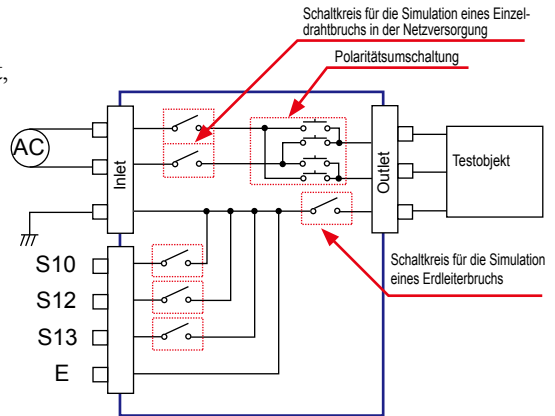 Schaltkreis für die Simulation eines Einzel-
drahtbruchs in der Netzversorgung
Polaritätsumschaltung
AC
Inlet
Outlet
Testobjekt
Schaltkreis für die Simulation
eines Erdleiterbruchs
S10
S12
S13
E